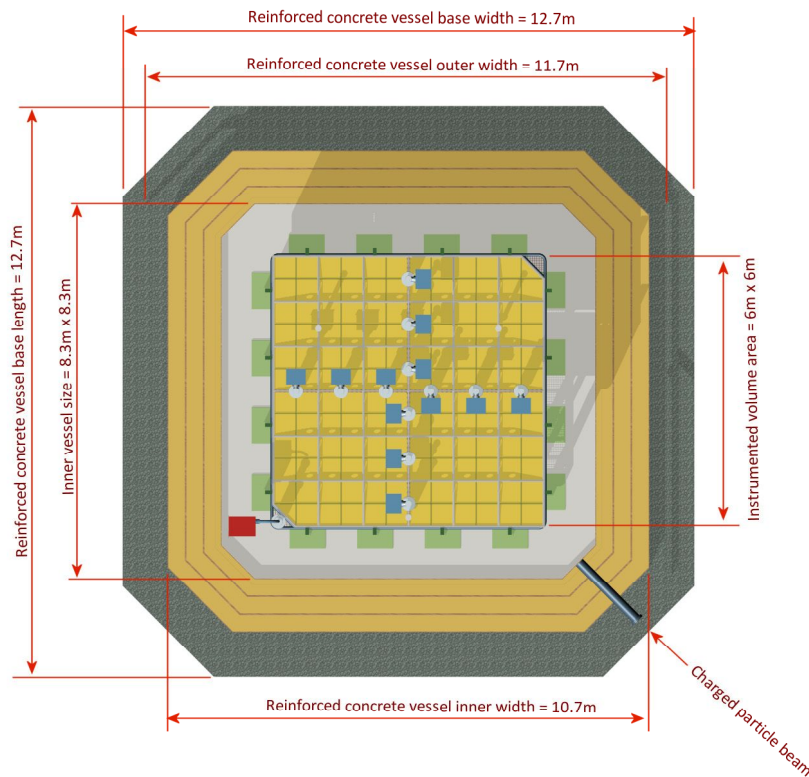 Reinforced concrete vessel base width = 12.7m
Reinforced concrete vessel outer width = 11.7m
Reinforced concrete vessel base length = 12.7m
Inner vessel size = 8.3m x 8.3m
Instrumented volume area = 6m x 6m
Reinforced concrete vessel inner width = 10.7m
Charged particle beam